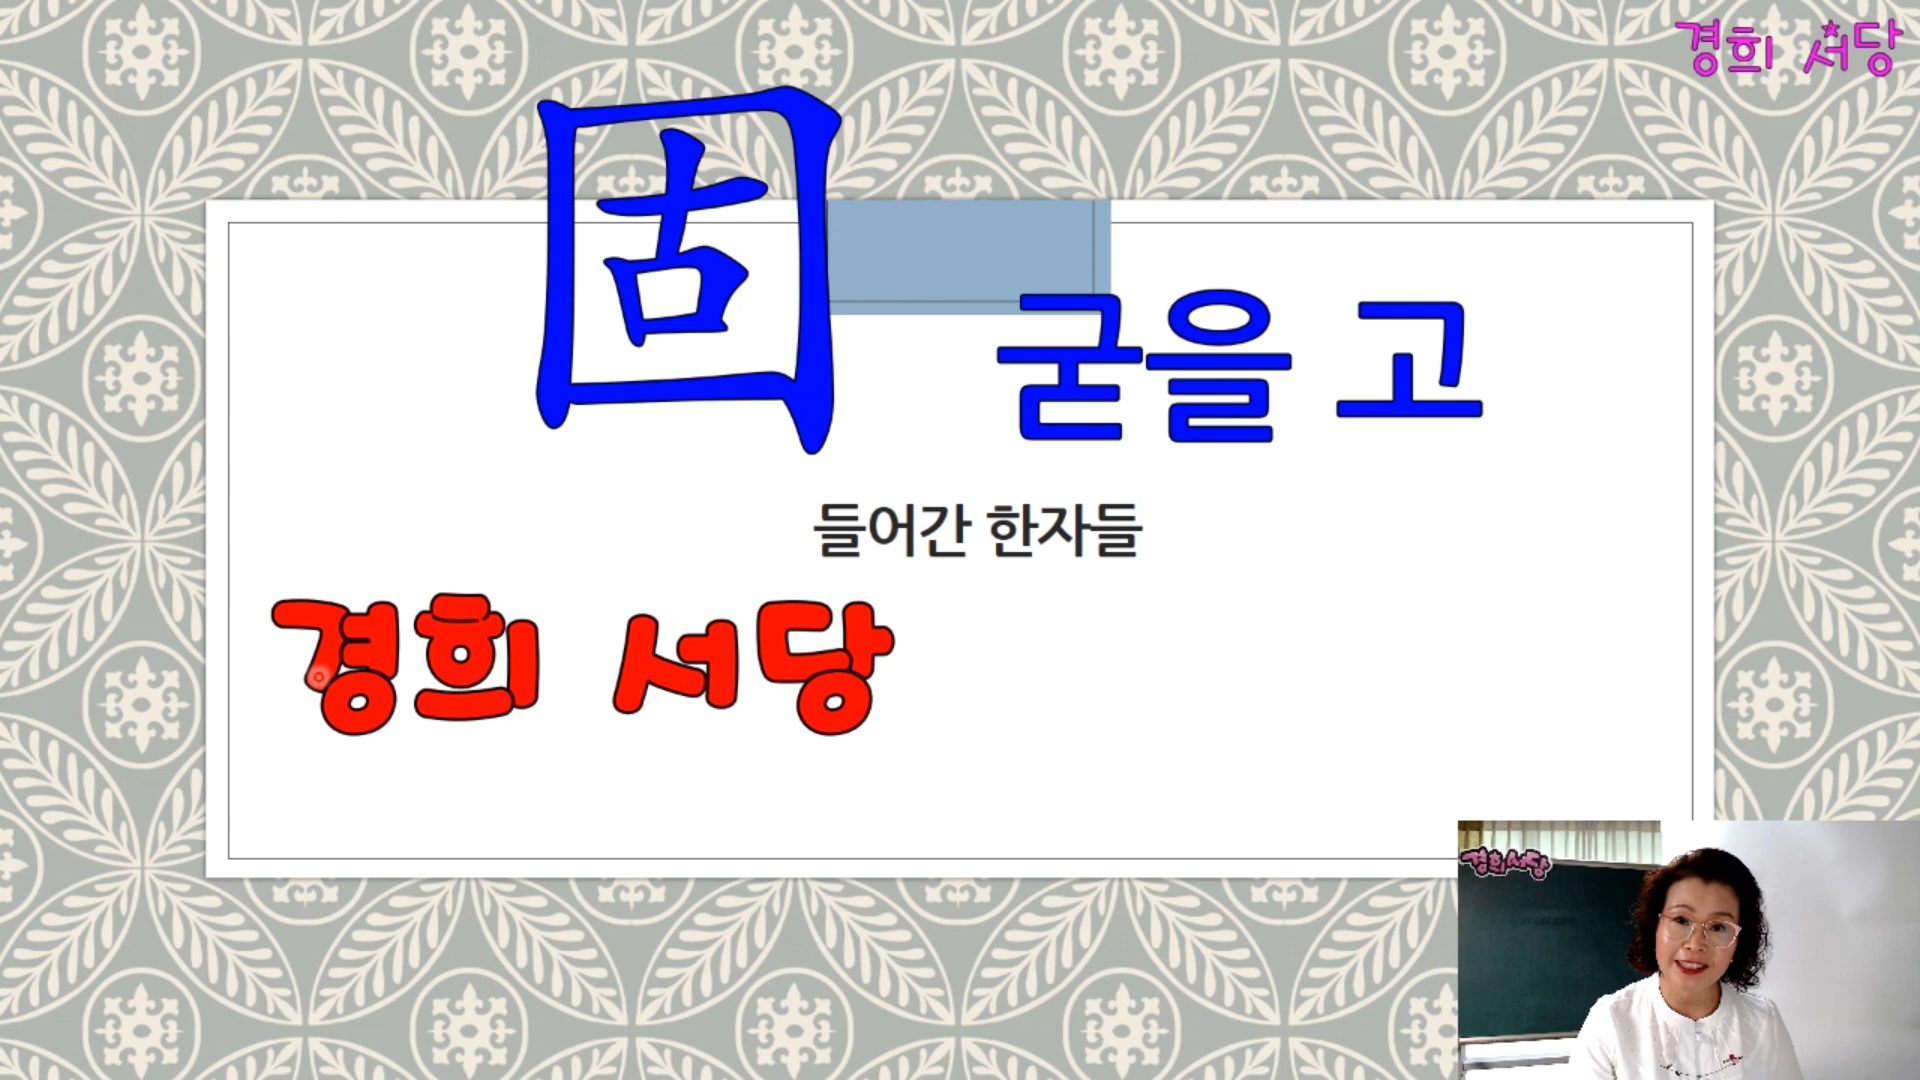 경희 서당
固 굳을 고
들어간 한자들
경희 서당
경희서당